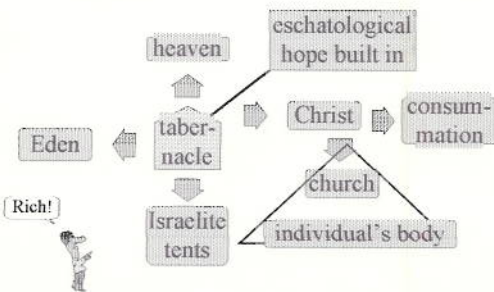 heaven
eschatological
hope built in
Eden
taber-
nacle
Christ
consum-
mation
church
Rich!
Israelite
tents
individual's body